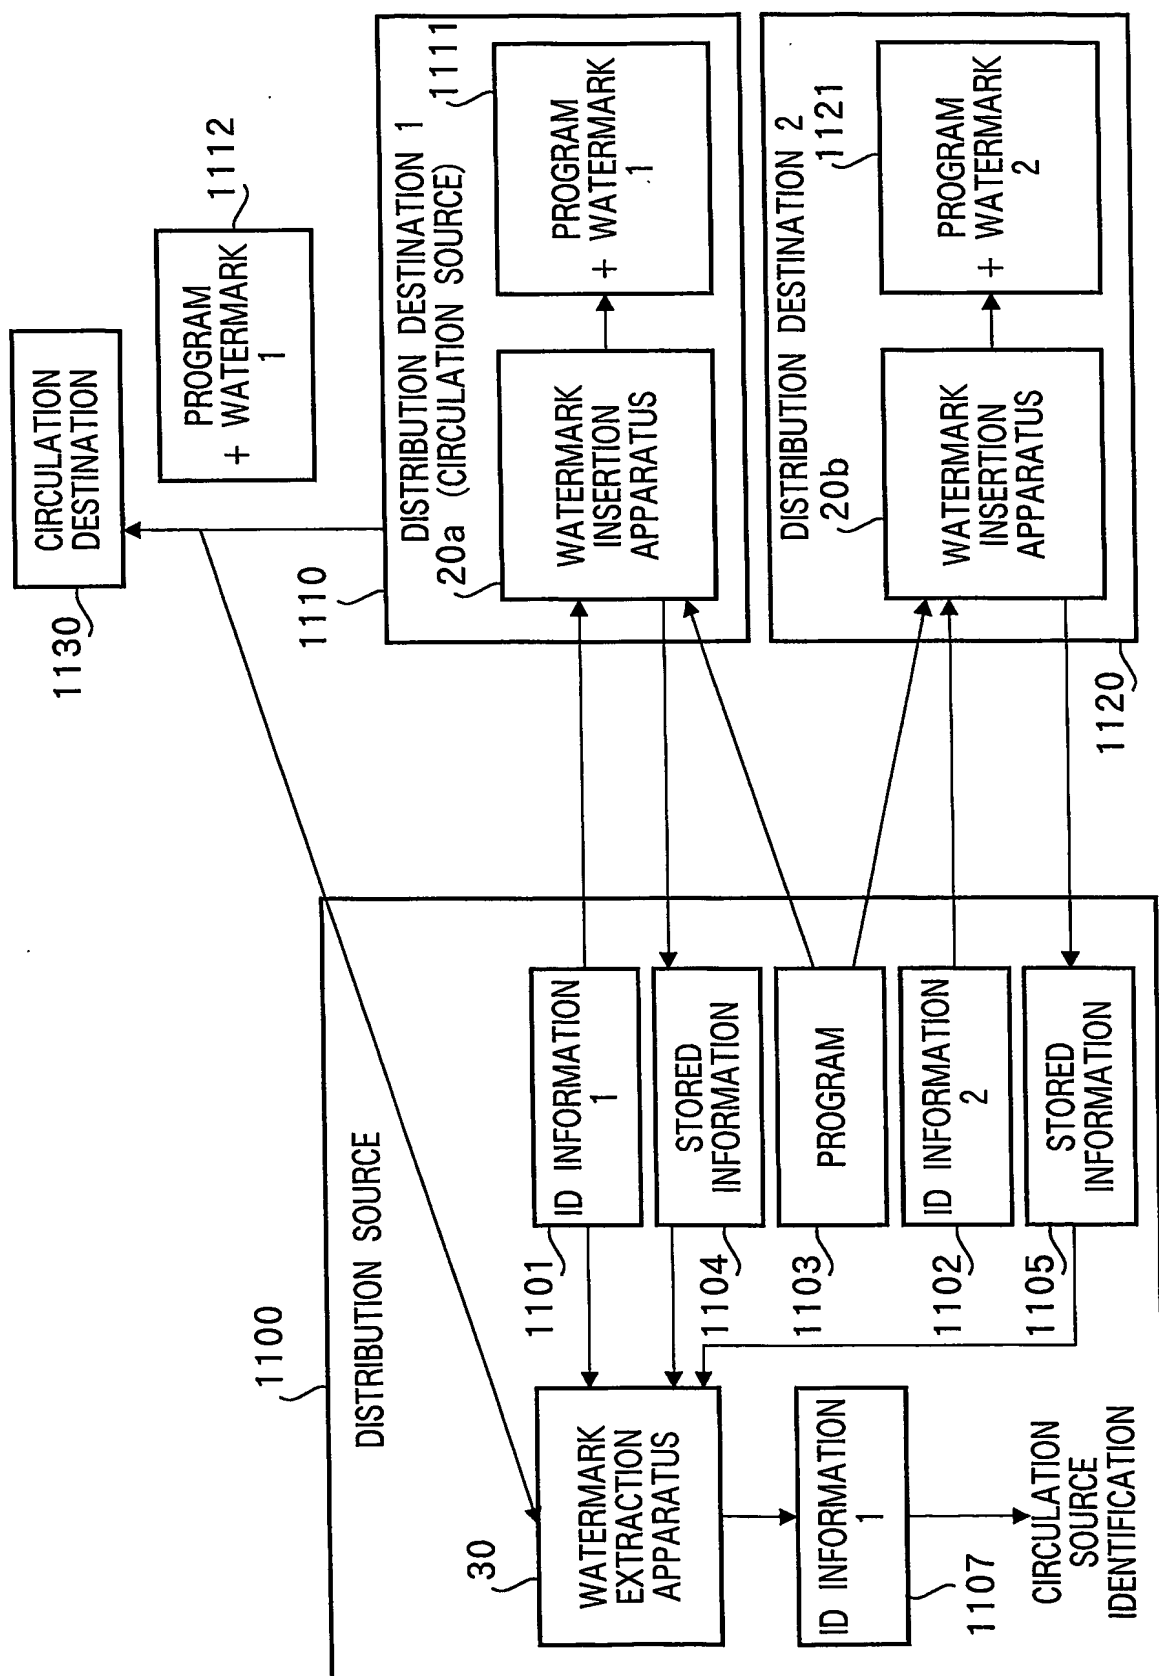 1100
DISTRIBUTION SOURCE
30
WATERMARK
EXTRACTION
APPARATUS
ID INFORMATION
1
1107
CIRCULATION
SOURCE
IDENTIFICATION
1101
ID INFORMATION
1
1104
STORED
INFORMATION
1103
PROGRAM
1102
ID INFORMATION
2
1105
STORED
INFORMATION
1130
CIRCULATION
DESTINATION
1112
PROGRAM
+ WATERMARK
1
1110
DISTRIBUTION DESTINATION 1
(CIRCULATION SOURCE)
20a
WATERMARK
INSERTION
APPARATUS
1111
PROGRAM
+ WATERMARK
1
1120
DISTRIBUTION DESTINATION 2
20b
WATERMARK
INSERTION
APPARATUS
1121
PROGRAM
+ WATERMARK
2